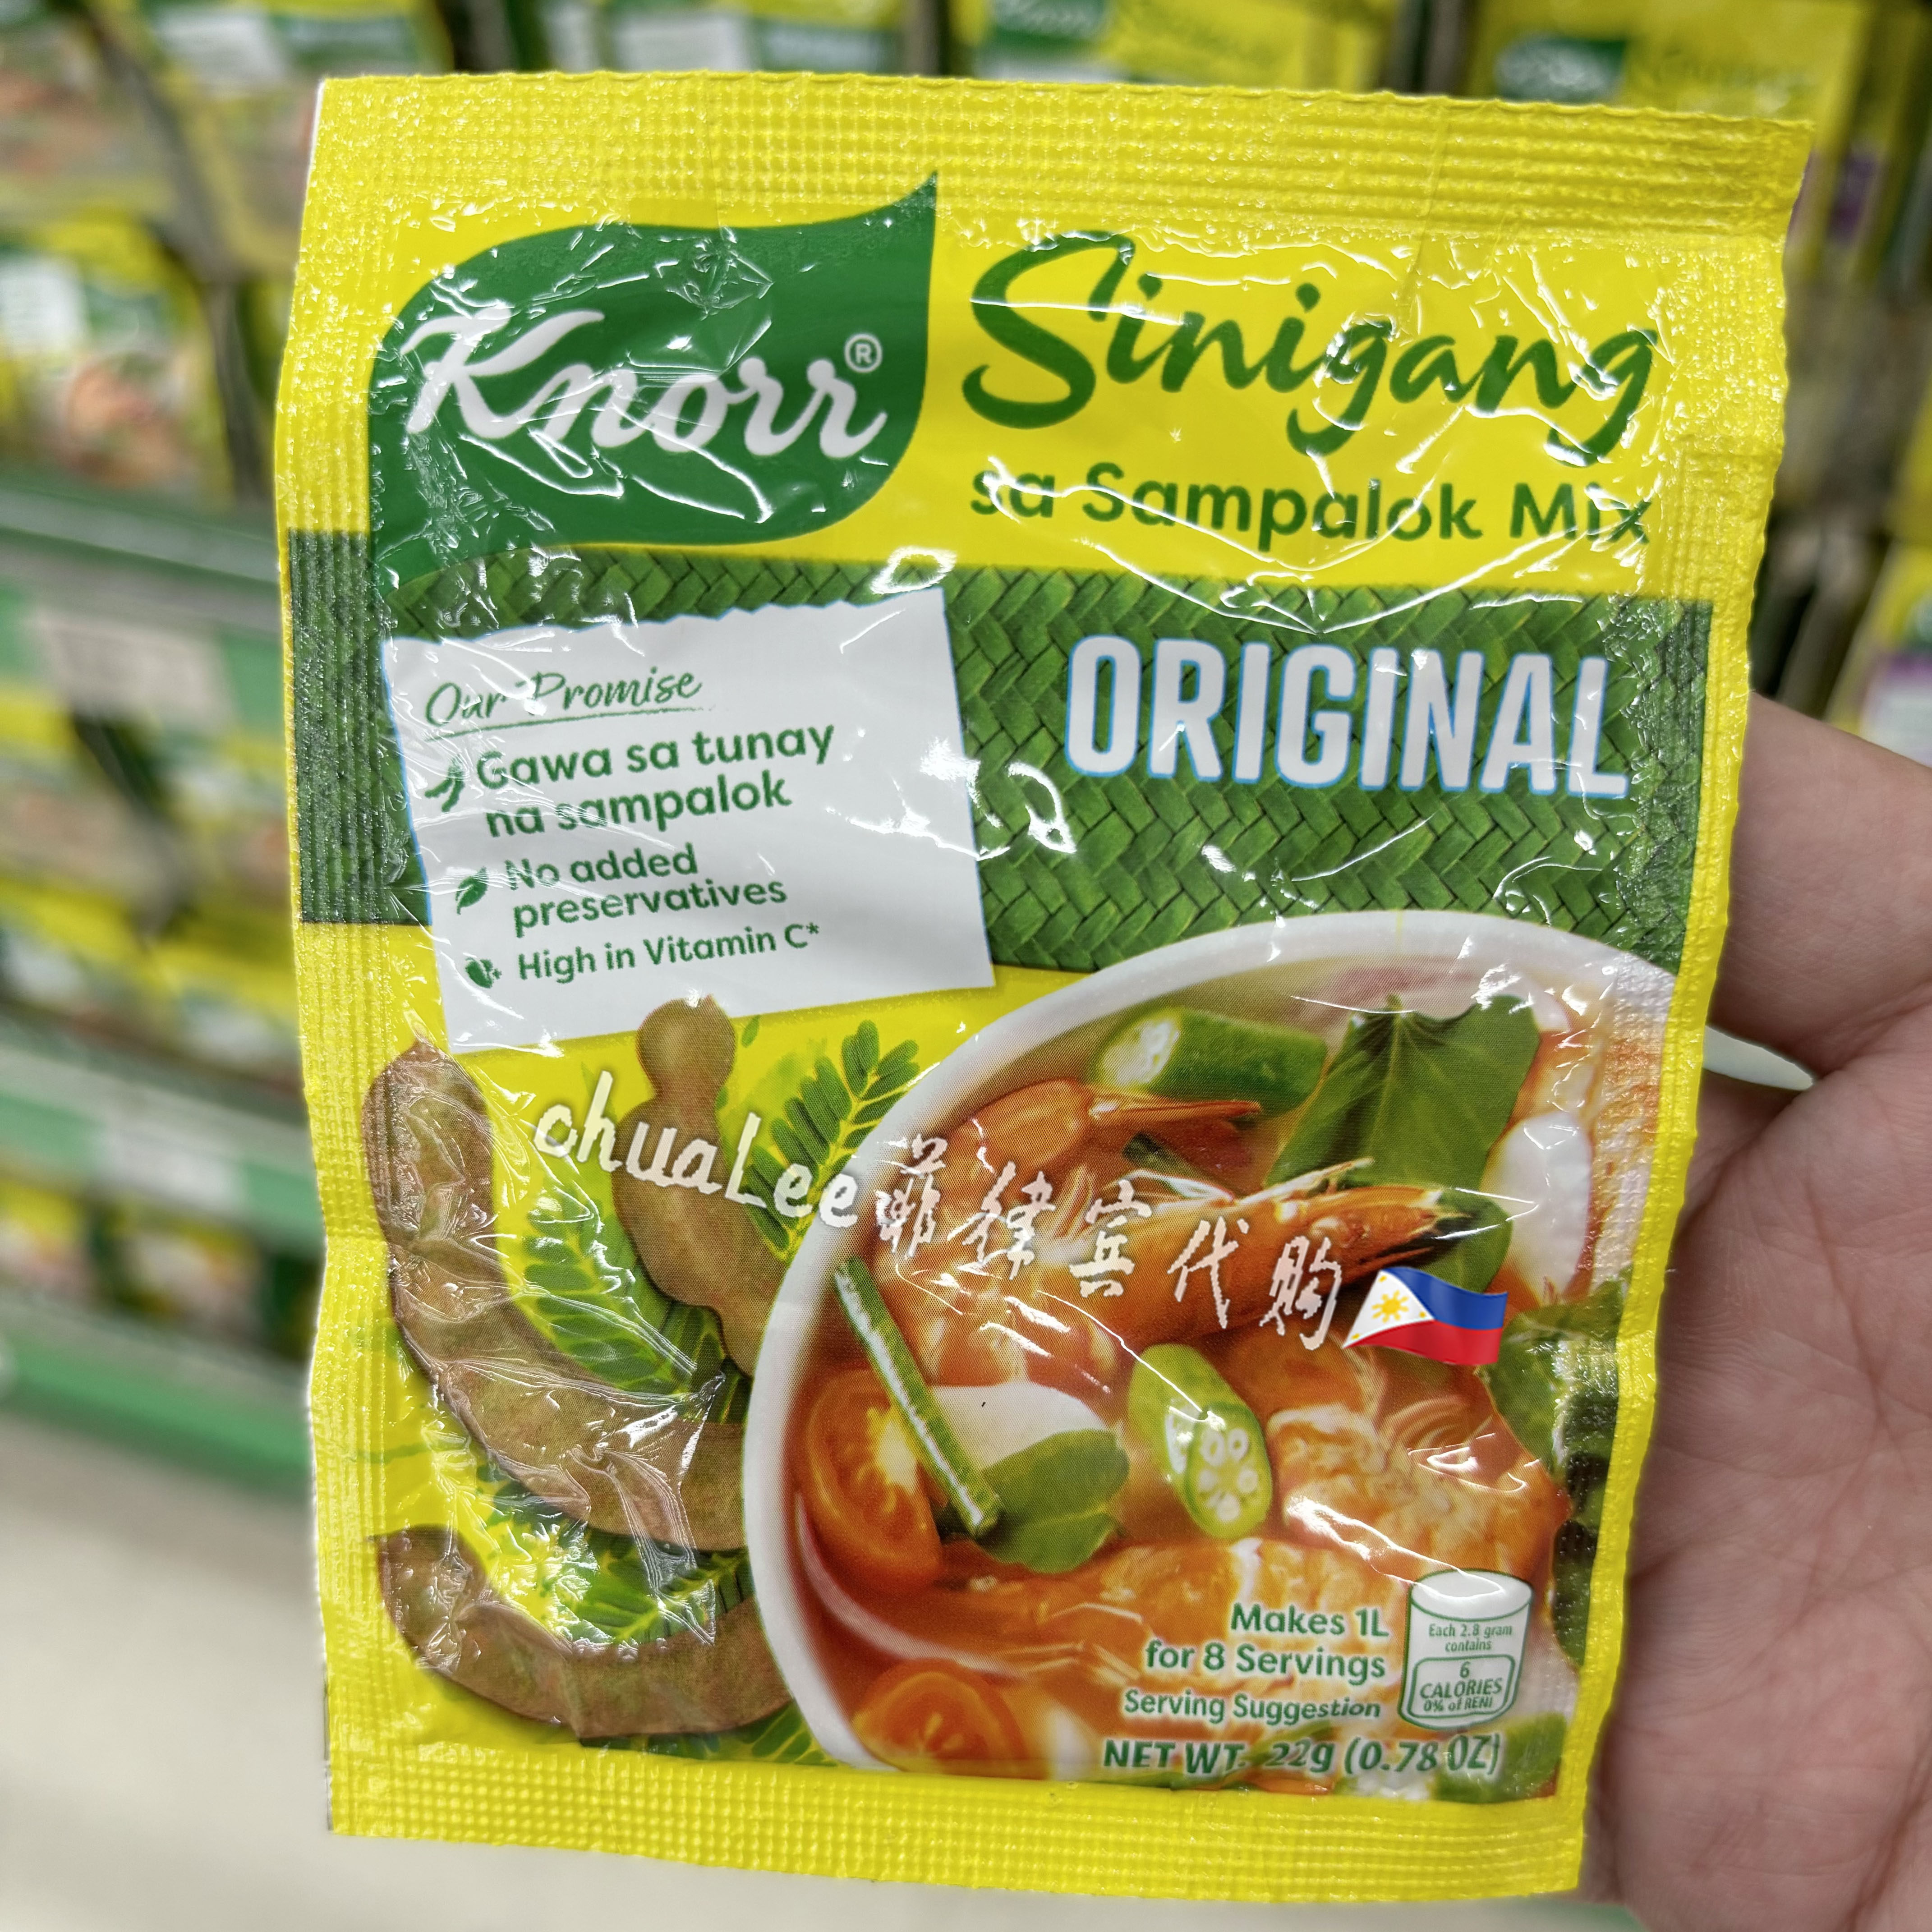 Knorr®
Sinigang
sa Sampalok Mix
ORIGINAL
Our Promise
Gawa sa tunay
na sampalok
No added
preservatives
High in Vitamin C*
chuaLee菲律宾代购🇵🇭
Makes 1L
for 8 Servings
Serving Suggestion
Each 2.8 gram
contains
6
CALORIES
0% of RENI
NET WT. 22g (0.78 OZ)